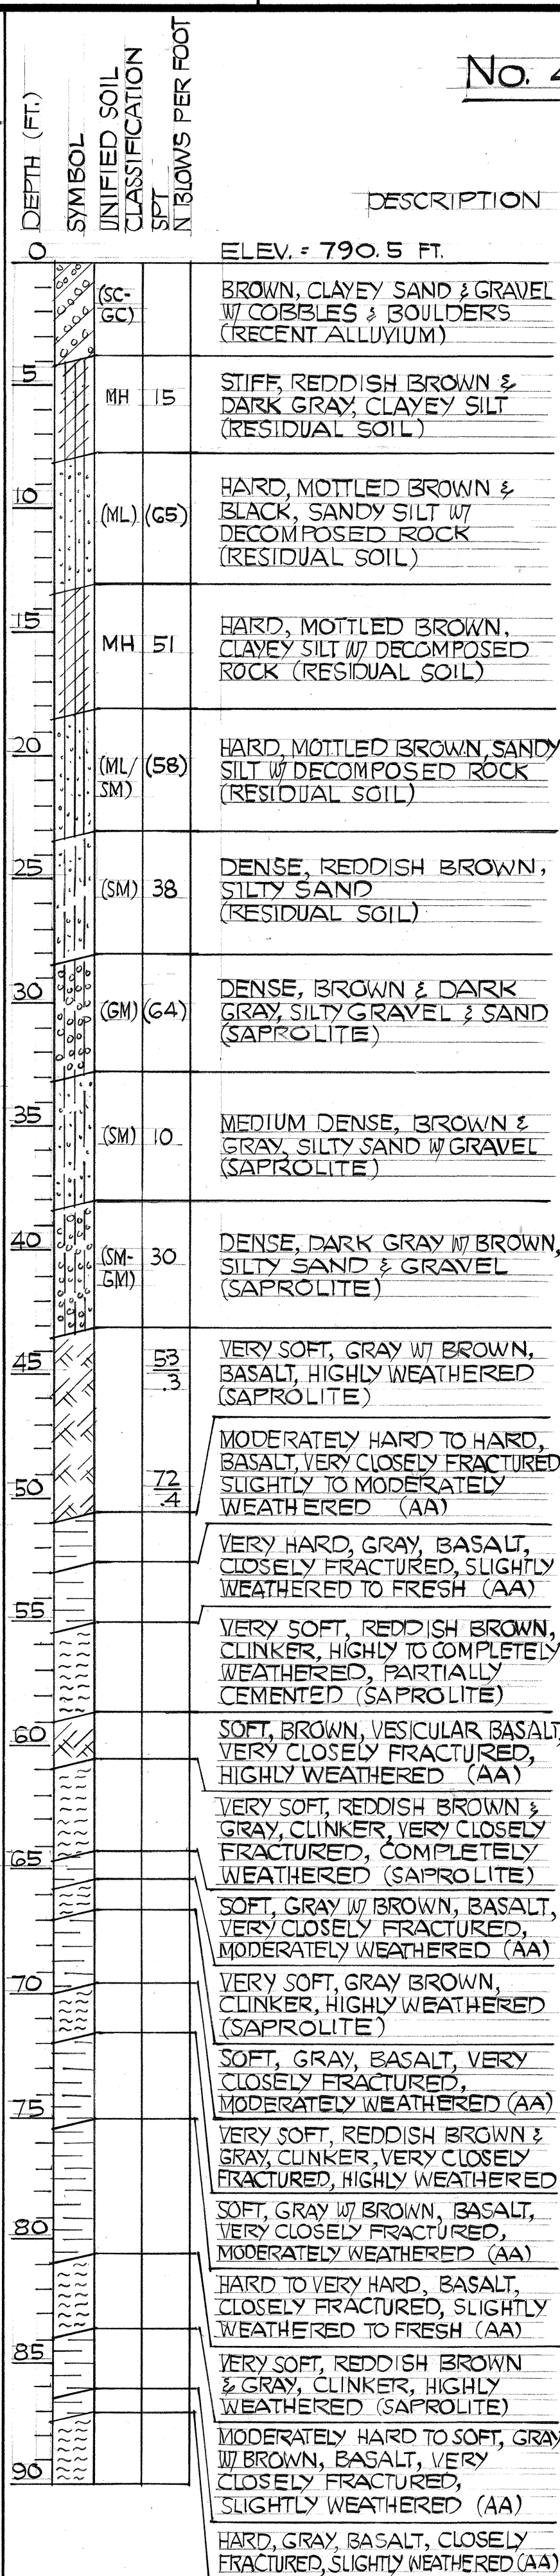 No. 4
DEPTH (FT.)
SYMBOL
UNIFIED SOIL
CLASSIFICATION
SPT
N BLOWS PER FOOT
DESCRIPTION
0
ELEV. = 790.5 FT.
(SC-
GC)
BROWN, CLAYEY SAND & GRAVEL
W/ COBBLES & BOULDERS
(RECENT ALLUVIUM)
5
MH 15
STIFF, REDDISH BROWN &
DARK GRAY, CLAYEY SILT
(RESIDUAL SOIL)
10
(ML) (65)
HARD, MOTTLED BROWN &
BLACK, SANDY SILT W/
DECOMPOSED ROCK
(RESIDUAL SOIL)
15
MH 51
HARD, MOTTLED BROWN,
CLAYEY SILT W/ DECOMPOSED
ROCK (RESIDUAL SOIL)
20
(ML/
SM)
(58)
HARD, MOTTLED BROWN, SANDY
SILT W/ DECOMPOSED ROCK
(RESIDUAL SOIL)
25
(SM) 38
DENSE, REDDISH BROWN,
SILTY SAND
(RESIDUAL SOIL)
30
(GM) (64)
DENSE, BROWN & DARK
GRAY, SILTY GRAVEL & SAND
(SAPROLITE)
35
(SM) 10
MEDIUM DENSE, BROWN &
GRAY, SILTY SAND W/ GRAVEL
(SAPROLITE)
40
(SM-
GM)
30
DENSE, DARK GRAY W/ BROWN,
SILTY SAND & GRAVEL
(SAPROLITE)
45
53
.3
VERY SOFT, GRAY W/ BROWN,
BASALT, HIGHLY WEATHERED
(SAPROLITE)
50
72
.4
MODERATELY HARD TO HARD,
BASALT, VERY CLOSELY FRACTURED
SLIGHTLY TO MODERATELY
WEATHERED (AA)
VERY HARD, GRAY, BASALT,
CLOSELY FRACTURED, SLIGHTLY
WEATHERED TO FRESH (AA)
55
VERY SOFT, REDDISH BROWN,
CLINKER, HIGHLY TO COMPLETELY
WEATHERED, PARTIALLY
CEMENTED (SAPROLITE)
60
SOFT, BROWN, VESICULAR BASALT,
VERY CLOSELY FRACTURED,
HIGHLY WEATHERED (AA)
VERY SOFT, REDDISH BROWN &
GRAY, CLINKER, VERY CLOSELY
FRACTURED, COMPLETELY
WEATHERED (SAPROLITE)
65
SOFT, GRAY W/ BROWN, BASALT,
VERY CLOSELY FRACTURED,
MODERATELY WEATHERED (AA)
70
VERY SOFT, GRAY BROWN,
CLINKER, HIGHLY WEATHERED
(SAPROLITE)
SOFT, GRAY, BASALT, VERY
CLOSELY FRACTURED,
MODERATELY WEATHERED (AA)
75
VERY SOFT, REDDISH BROWN &
GRAY, CLINKER, VERY CLOSELY
FRACTURED, HIGHLY WEATHERED
80
SOFT, GRAY W/ BROWN, BASALT,
VERY CLOSELY FRACTURED,
MODERATELY WEATHERED (AA)
HARD TO VERY HARD, BASALT,
CLOSELY FRACTURED, SLIGHTLY
WEATHERED TO FRESH (AA)
85
VERY SOFT, REDDISH BROWN
& GRAY, CLINKER, HIGHLY
WEATHERED (SAPROLITE)
90
MODERATELY HARD TO SOFT, GRAY
W/ BROWN, BASALT, VERY
CLOSELY FRACTURED,
SLIGHTLY WEATHERED (AA)
HARD, GRAY, BASALT, CLOSELY
FRACTURED, SLIGHTLY WEATHERED (AA)